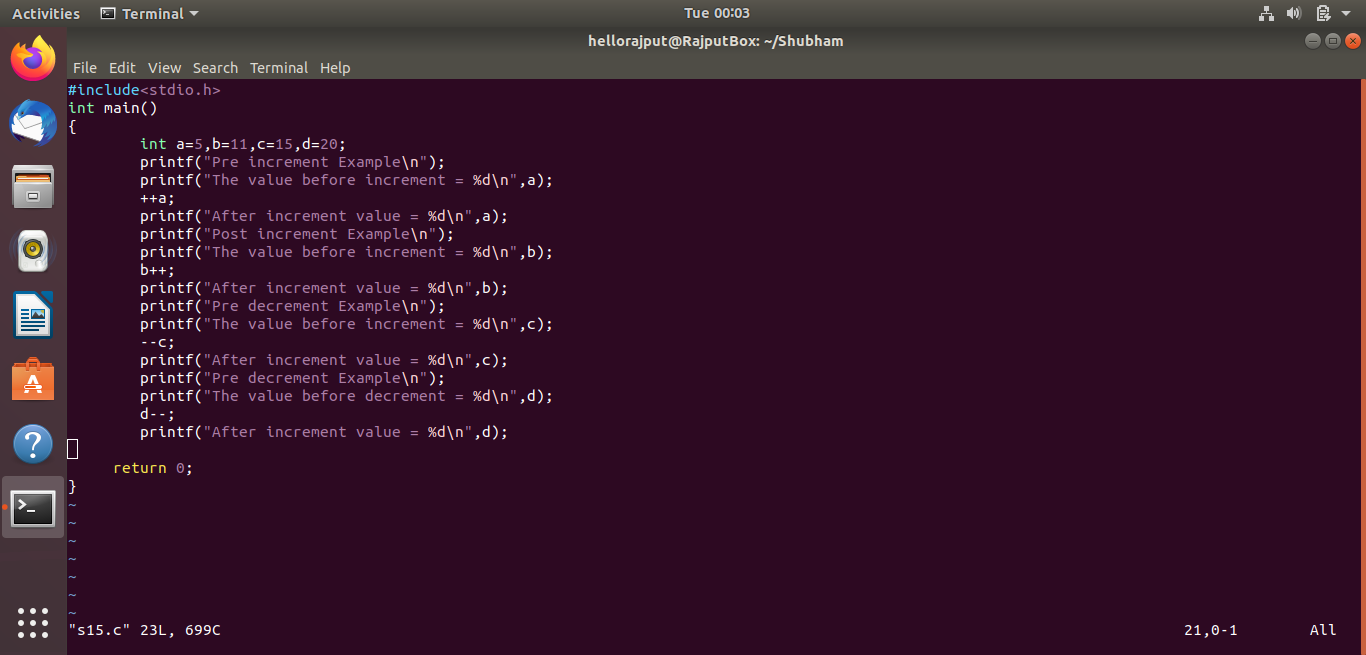 Activities Terminal Tue 00:03
hellorajput@RajputBox: ~/Shubham
File Edit View Search Terminal Help
#include<stdio.h>
int main()
{
        int a=5,b=11,c=15,d=20;
        printf("Pre increment Example\n");
        printf("The value before increment = %d\n",a);
        ++a;
        printf("After increment value = %d\n",a);
        printf("Post increment Example\n");
        printf("The value before increment = %d\n",b);
        b++;
        printf("After increment value = %d\n",b);
        printf("Pre decrement Example\n");
        printf("The value before increment = %d\n",c);
        --c;
        printf("After increment value = %d\n",c);
        printf("Pre decrement Example\n");
        printf("The value before decrement = %d\n",d);
        d--;
        printf("After increment value = %d\n",d);
     return 0;
}
~
~
~
~
~
~
~
"s15.c" 23L, 699C 21,0-1 All